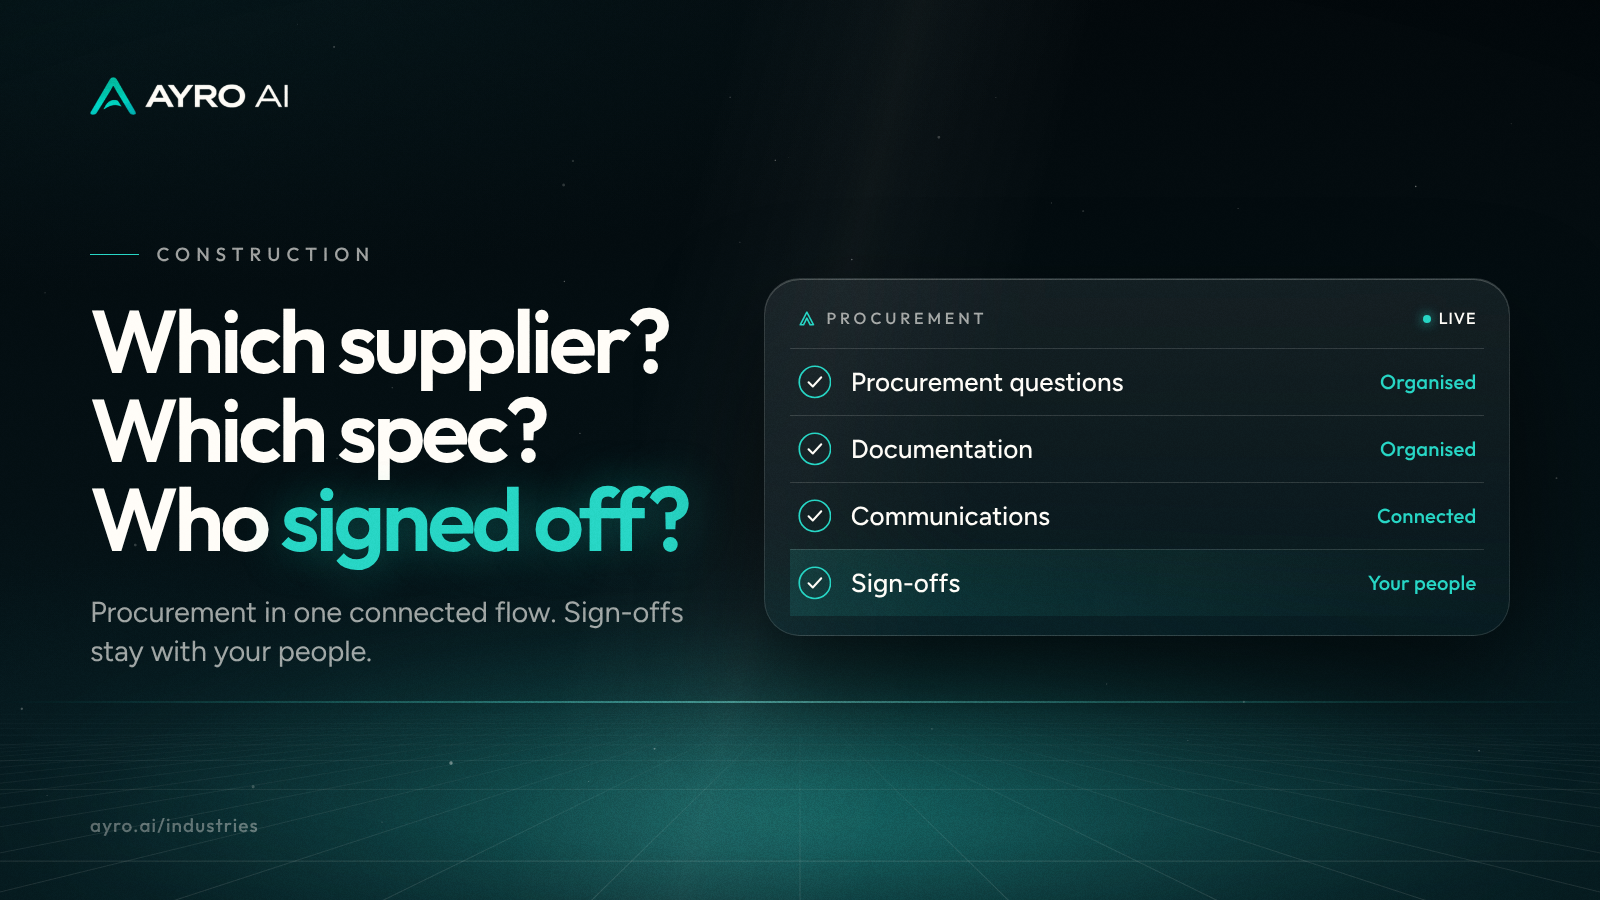 AYRO AI
CONSTRUCTION
Which supplier?
Which spec?
Who signed off?
Procurement in one connected flow. Sign-offs
stay with your people.
PROCUREMENT LIVE
Procurement questions Organised
Documentation Organised
Communications Connected
Sign-offs Your people
ayro.ai/industries